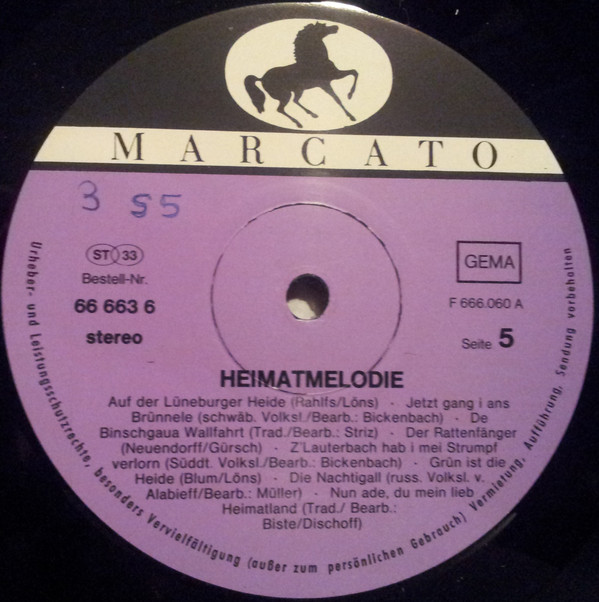 MARCATO
3 S5
ST 33
Bestell-Nr.
66 663 6
stereo
GEMA
F 666.060 A
Seite 5
HEIMATMELODIE
Auf der Lüneburger Heide (Rahlfs/Löns) · Jetzt gang i ans
Brünnele (schwäb. Volksl./Bearb.: Bickenbach) · De
Binschgaua Wallfahrt (Trad./Bearb.: Striz) · Der Rattenfänger
(Neuendorff/Gürsch) · Z'Lauterbach hab i mei Strumpf
verlorn (Süddt. Volksl./Bearb.: Bickenbach) · Grün ist die
Heide (Blum/Löns) · Die Nachtigall (russ. Volksl. v.
Alabieff/Bearb.: Müller) · Nun ade, du mein lieb
Heimatland (Trad./ Bearb.:
Biste/Dischoff)
Urheber- und Leistungsschutzrechte, besonders Vervielfältigung (außer zum persönlichen Gebrauch) Vermietung, Aufführung, Sendung vorbehalten